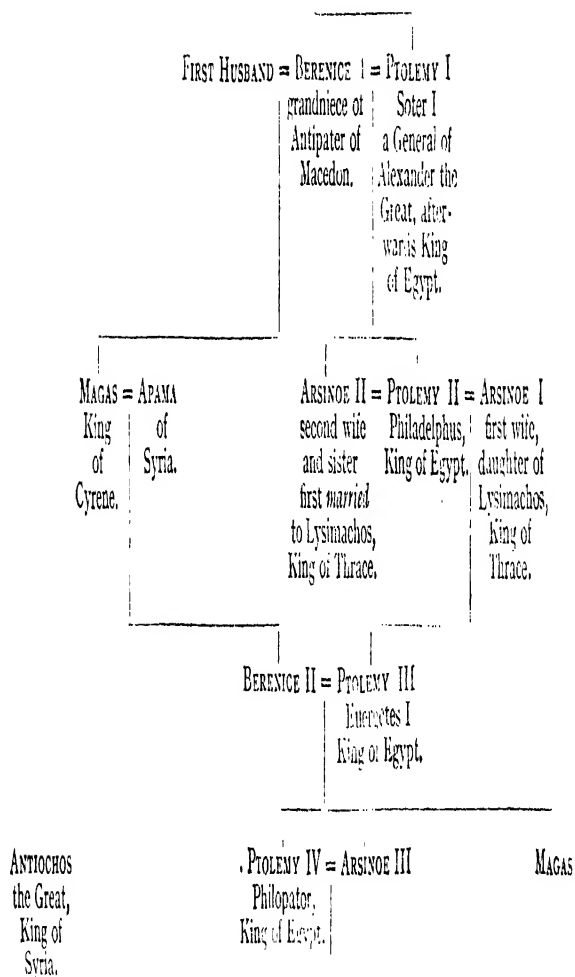 FIRST HUSBAND = BERENICE I = PTOLEMY I
grandniece of Soter I
Antipater of a General of
Macedon. Alexander the
Great, after-
wards King
of Egypt.
MAGAS = APAMA ARSINOE II = PTOLEMY II = ARSINOE I
King of second wife Philadelphus, first wife,
of Syria. and sister King of Egypt. daughter of
Cyrene. first married Lysimachos,
to Lysimachos, King of
King of Thrace. Thrace.
BERENICE II = PTOLEMY III
Euergetes I
King of Egypt.
ANTIOCHOS PTOLEMY IV = ARSINOE III MAGAS
the Great, Philopator,
King of King of Egypt.
Syria.